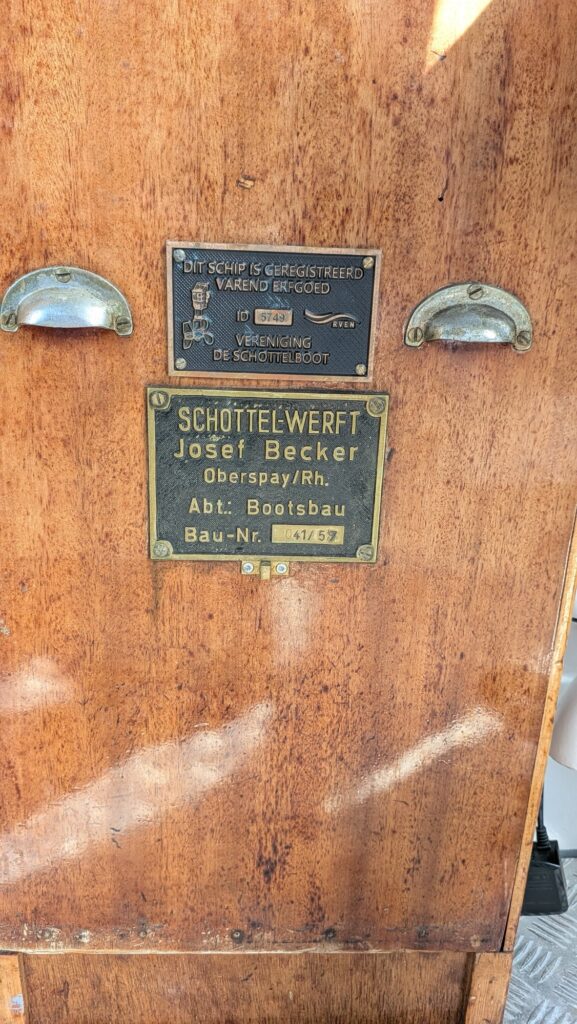 DIT SCHIP IS GEREGISTREERD
VAREND ERFGOED
ID 5749
RVEN
VERENIGING
DE SCHOTTELBOOT
SCHOTTEL-WERFT
Josef Becker
Oberspay/Rh.
Abt.: Bootsbau
Bau-Nr.